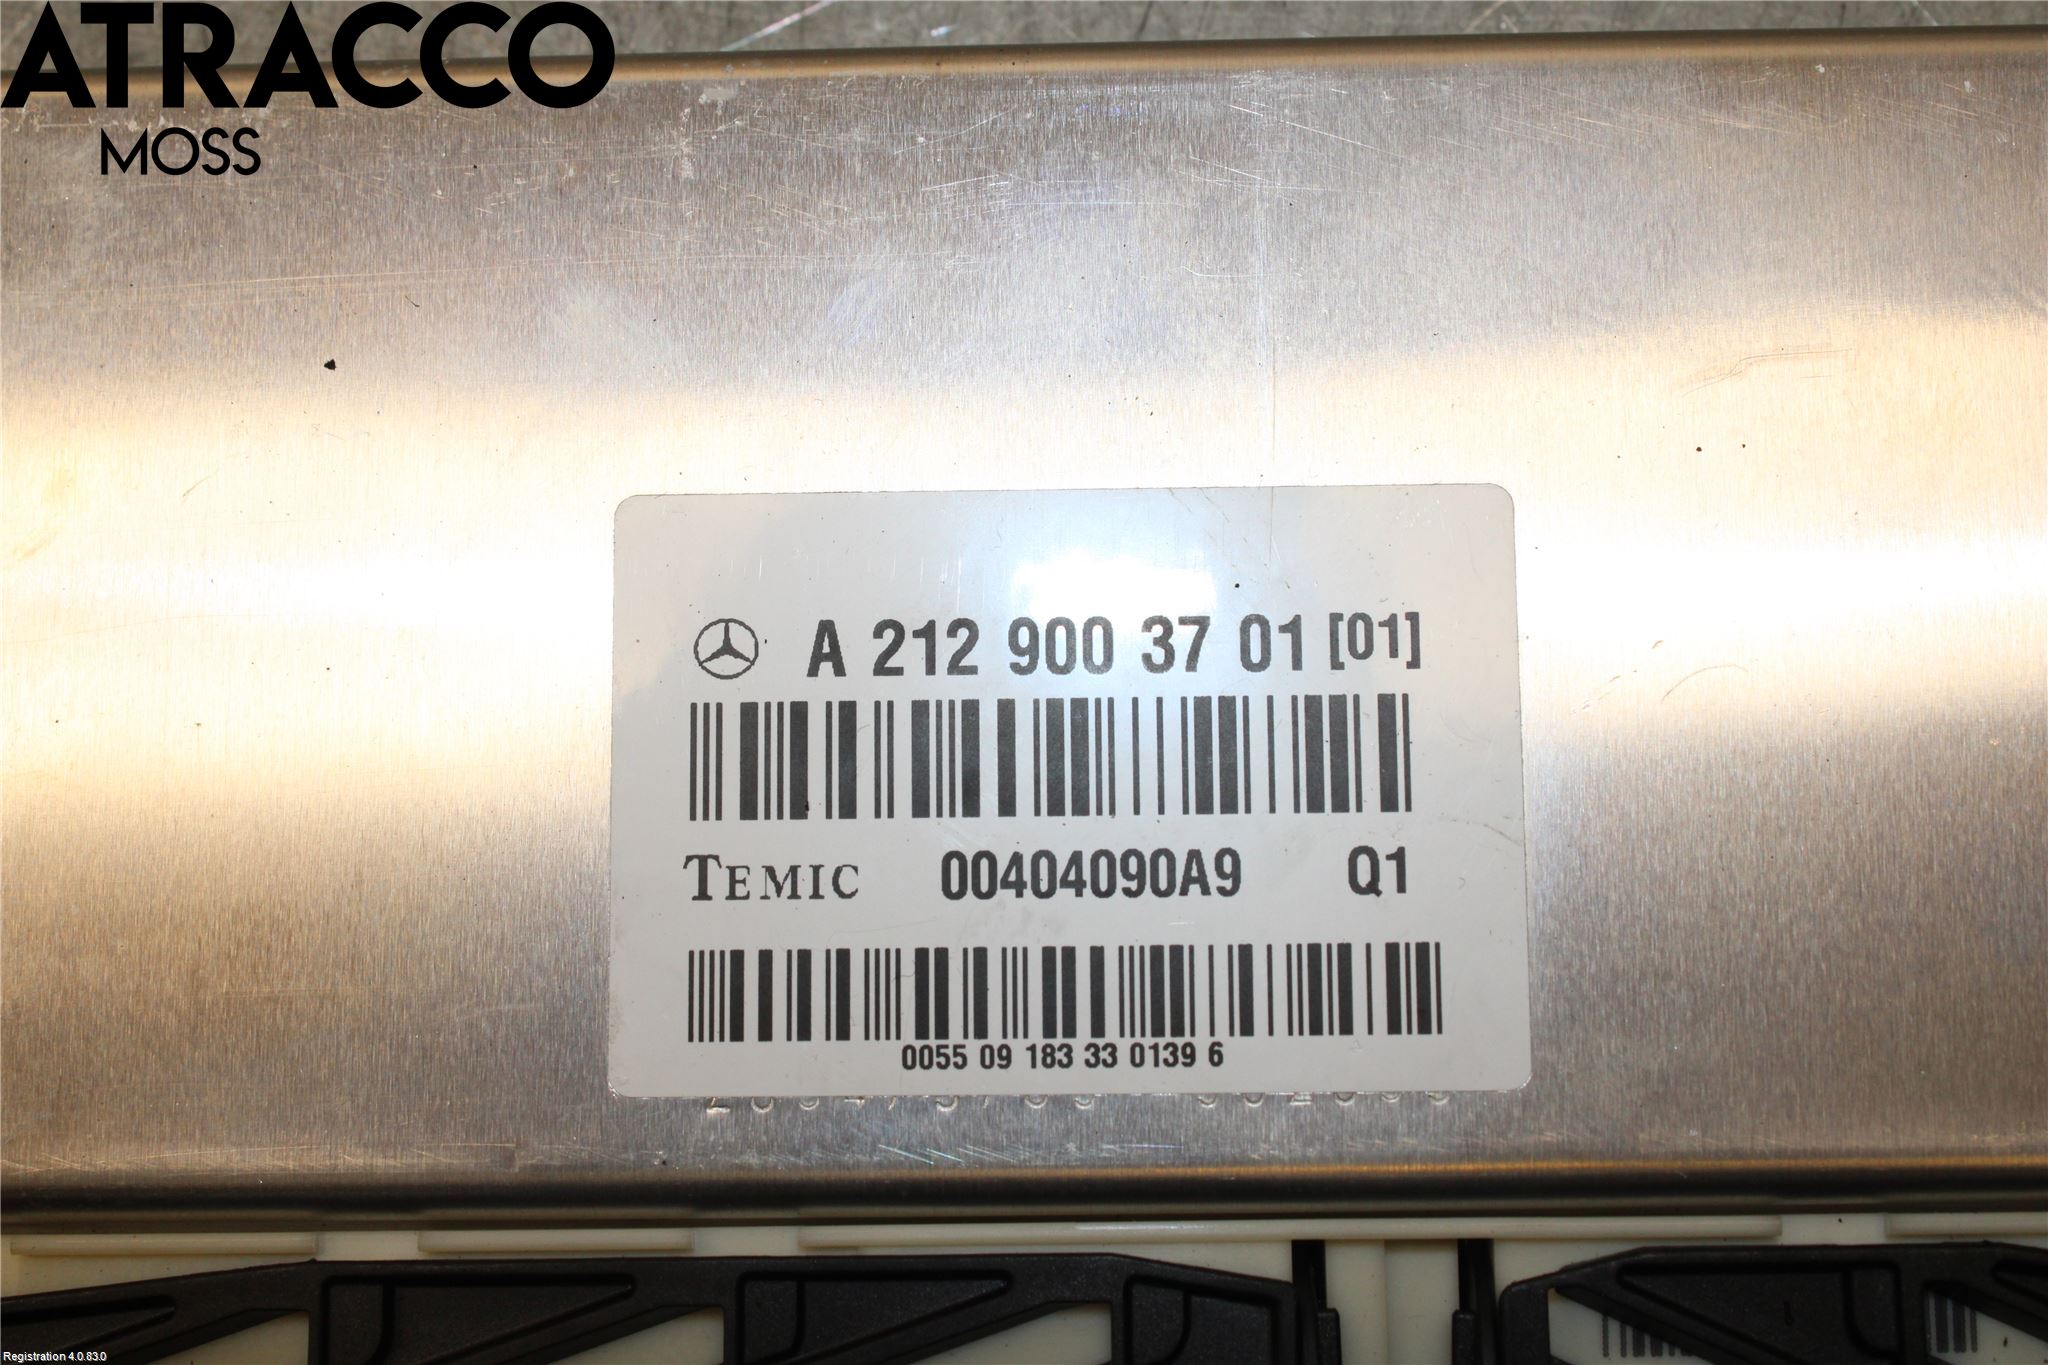 ATRACCO
MOSS
A 212 900 37 01 [01]
TEMIC 00404090A9 Q1
0055 09 183 33 0139 6
Registration 4.0.83.0